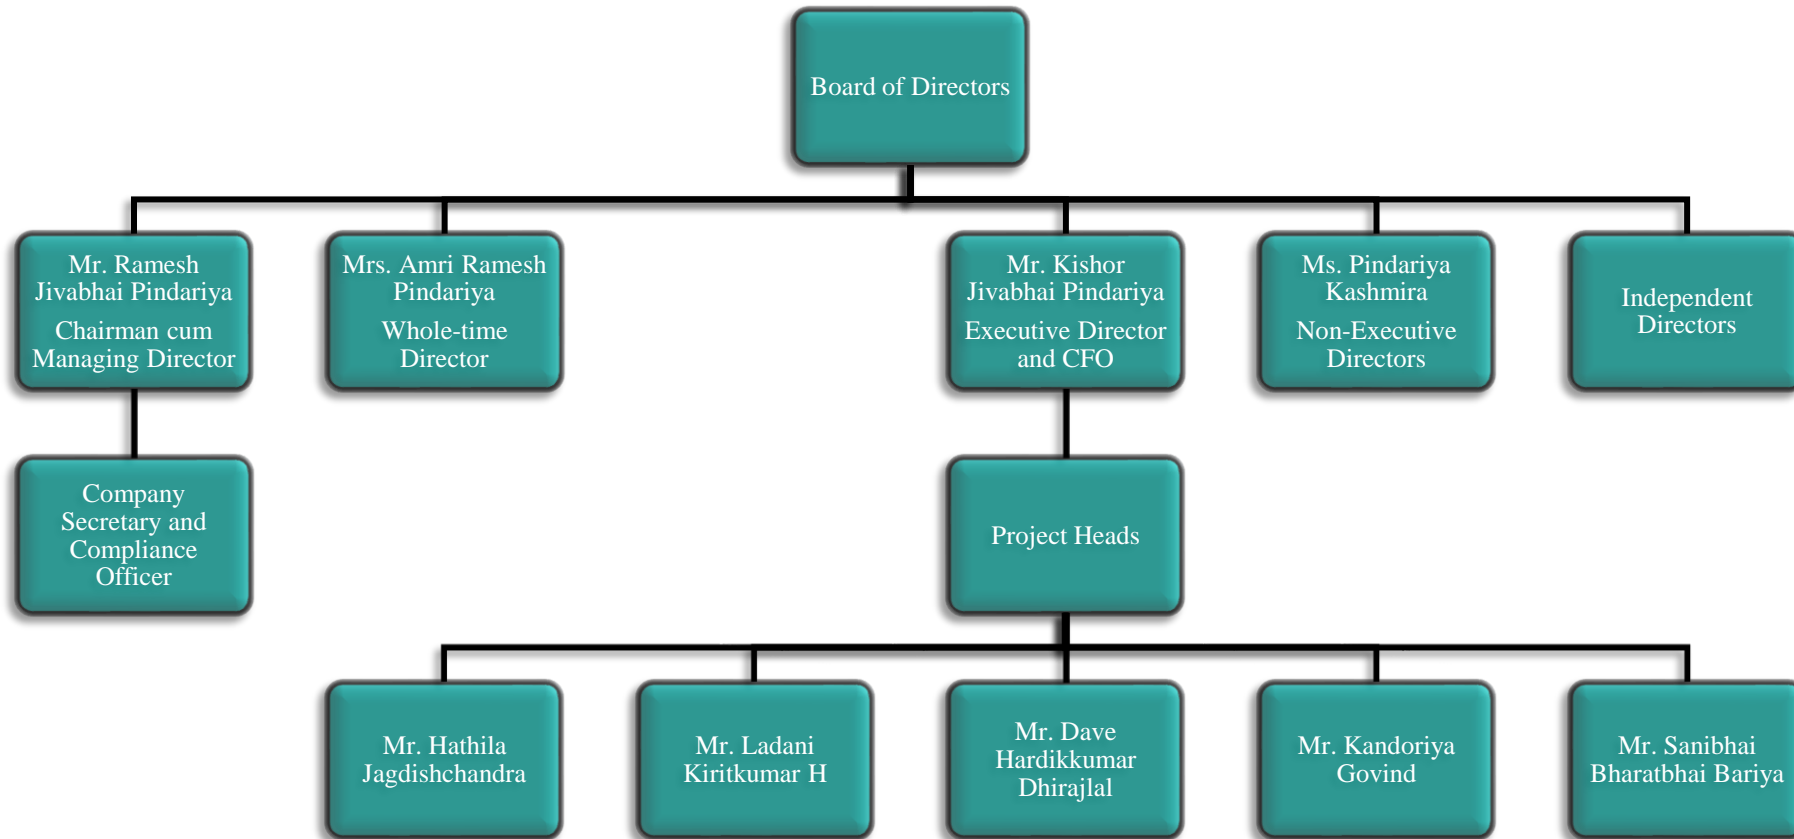 Board of Directors
Mr. Ramesh
Jivabhai Pindariya
Chairman cum
Managing Director
Mrs. Amri Ramesh
Pindariya
Whole-time
Director
Mr. Kishor
Jivabhai Pindariya
Executive Director
and CFO
Ms. Pindariya
Kashmira
Non-Executive
Directors
Independent
Directors
Company
Secretary and
Compliance
Officer
Project Heads
Mr. Hathila
Jagdishchandra
Mr. Ladani
Kiritkumar H
Mr. Dave
Hardikkumar
Dhirajlal
Mr. Kandoriya
Govind
Mr. Sanibhai
Bharatbhai Bariya